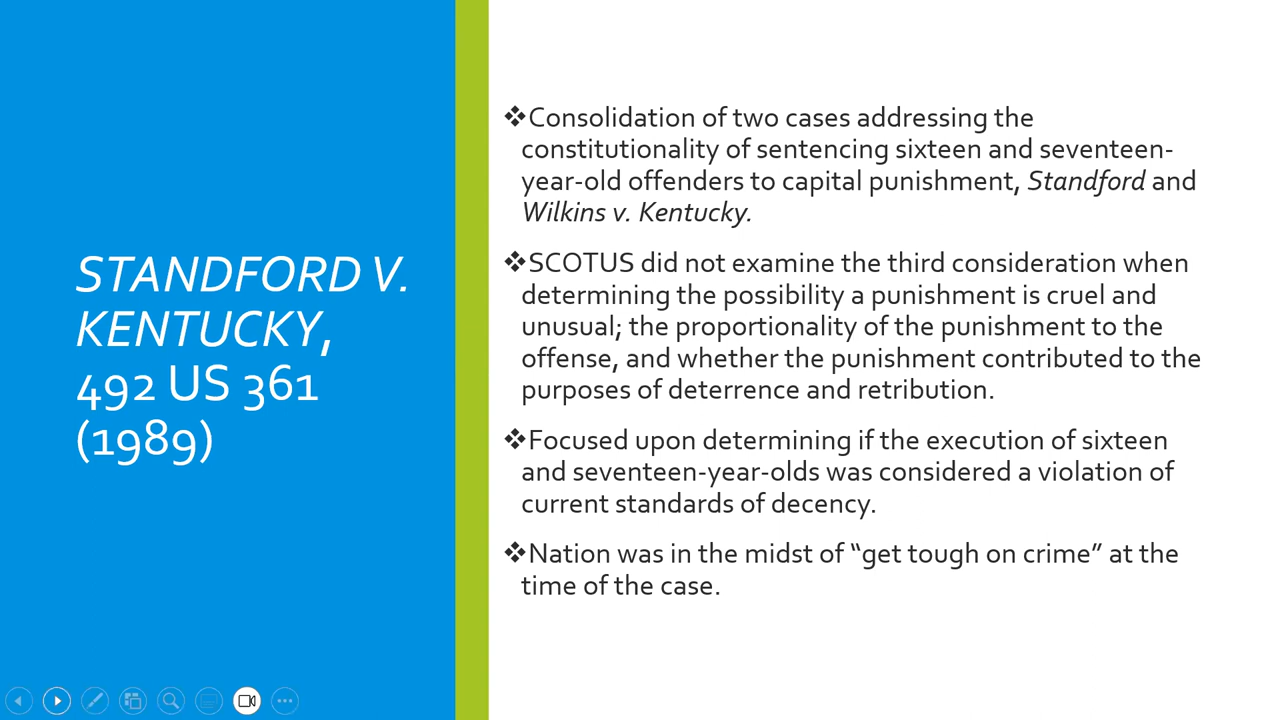 STANDFORD V.
KENTUCKY,
492 US 361
(1989)
❖Consolidation of two cases addressing the
constitutionality of sentencing sixteen and seventeen-
year-old offenders to capital punishment, Standford and
Wilkins v. Kentucky.
❖SCOTUS did not examine the third consideration when
determining the possibility a punishment is cruel and
unusual; the proportionality of the punishment to the
offense, and whether the punishment contributed to the
purposes of deterrence and retribution.
❖Focused upon determining if the execution of sixteen
and seventeen-year-olds was considered a violation of
current standards of decency.
❖Nation was in the midst of “get tough on crime” at the
time of the case.